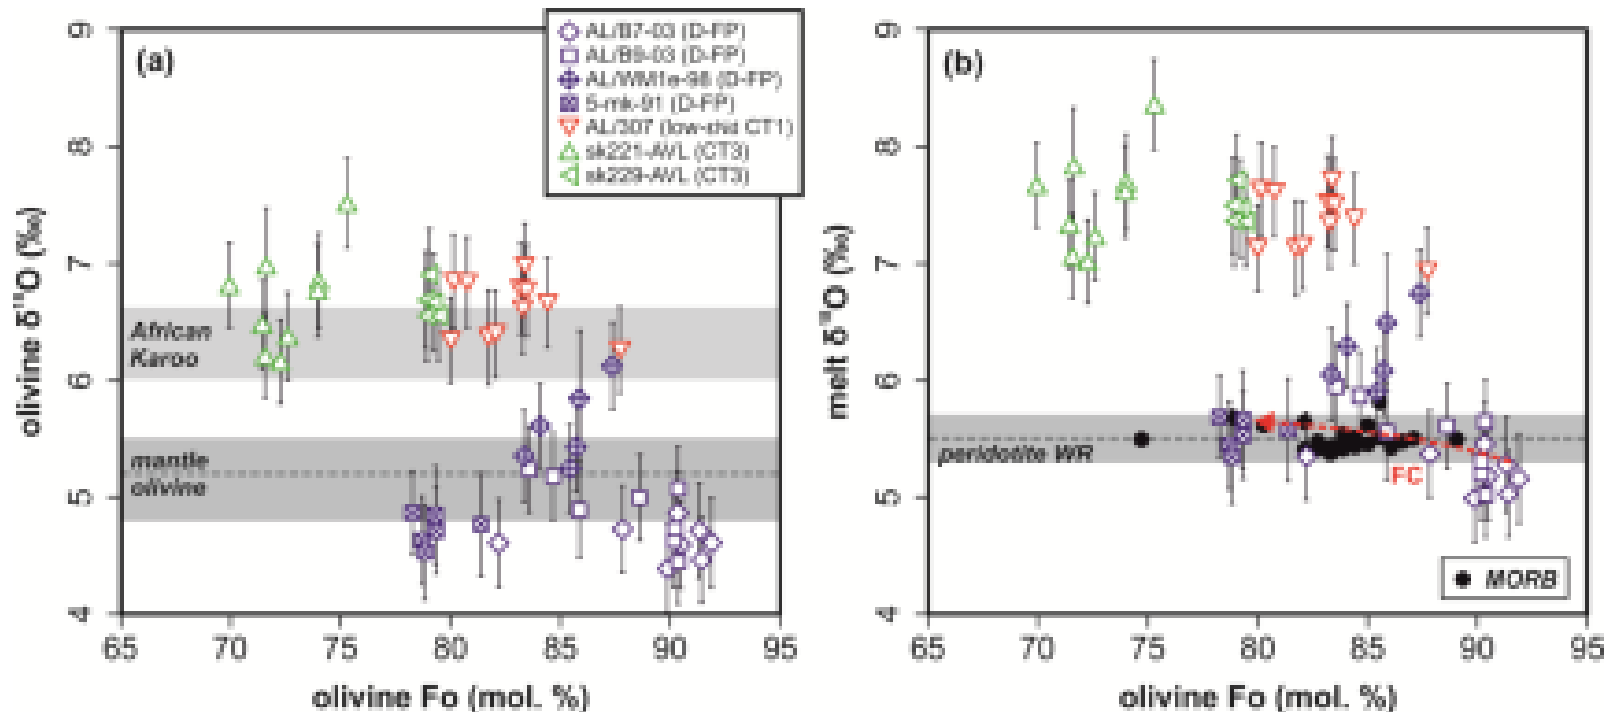 (a)
AL/B7-03 (D-FP)
AL/B9-03 (D-FP)
AL/WM1e-98 (D-FP)
5-mk-91 (D-FP)
AL/307 (low-chid CT1)
sk221-AVL (CT3)
sk229-AVL (CT3)
African
Karoo
mantle
olivine
olivine δ¹⁸O (‰)
9
8
7
6
5
4
65 70 75 80 85 90 95
olivine Fo (mol. %)
(b)
peridotite WR
FC
MORB
melt δ¹⁸O (‰)
9
8
7
6
5
4
65 70 75 80 85 90 95
olivine Fo (mol. %)